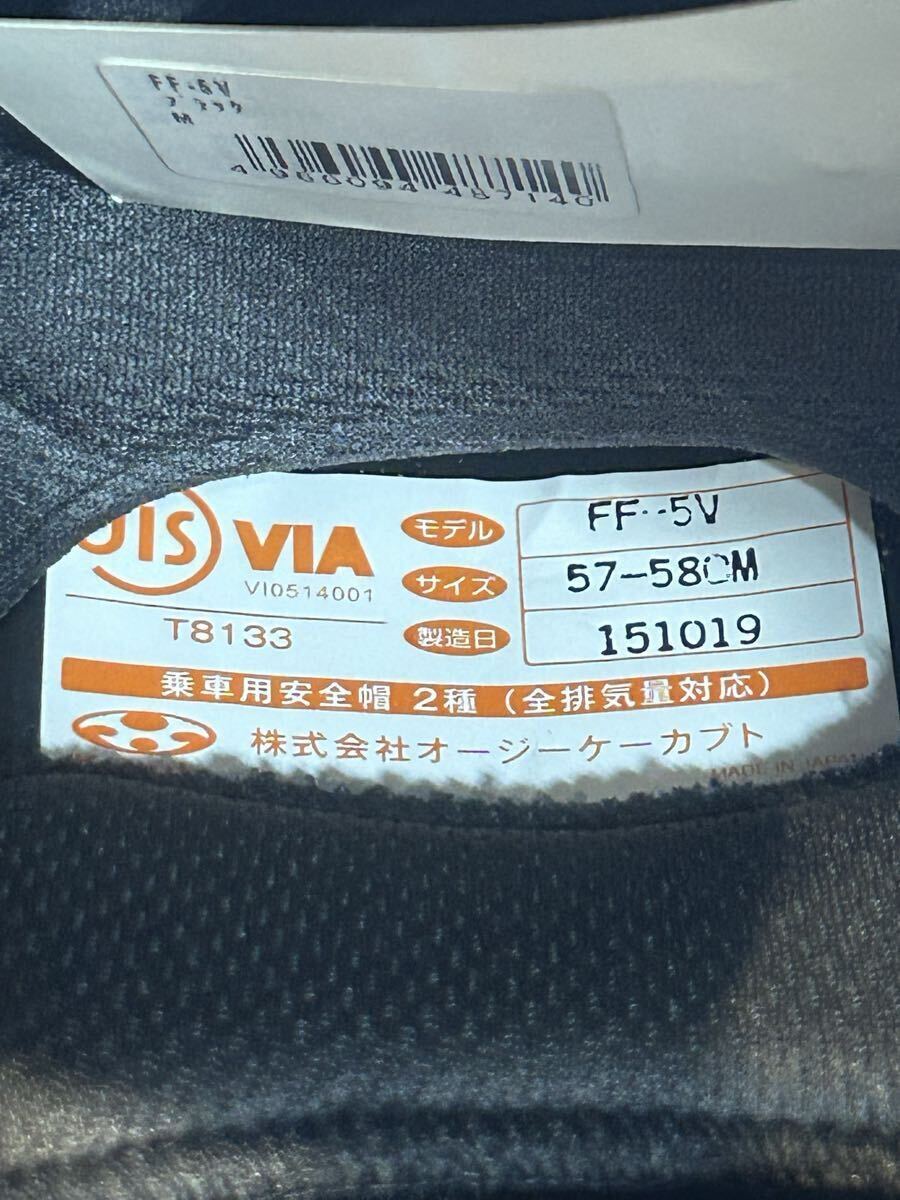 FF-5V
ブラック
M
4966094 487140
JIS
VIA
VI0514001
T8133
モデル FF-5V
サイズ 57-58CM
製造日 151019
乗車用安全帽 2種 (全排気量対応)
株式会社オージーケーカブト
MADE IN JAPAN